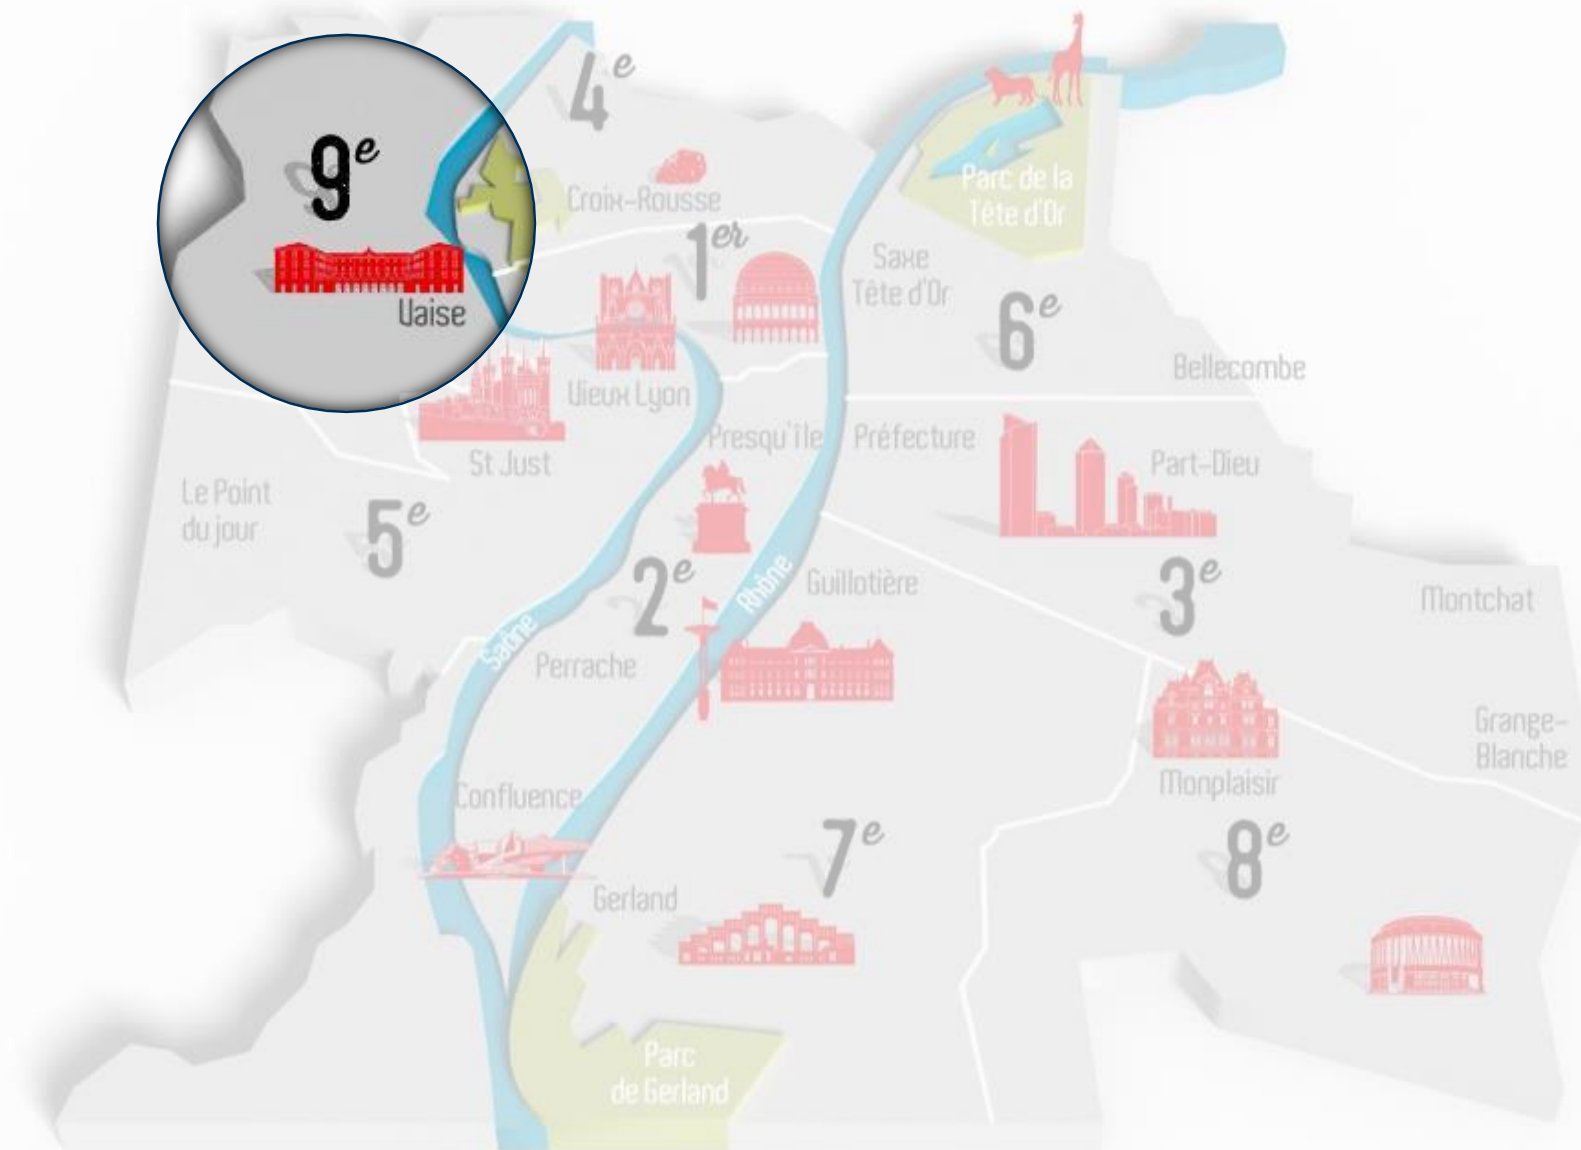 4e
9e
Croix-Rousse
Parc de la
Tête d'Or
1er
Saxe
Tête d'Or
6e
Vaise
Bellecombe
Vieux Lyon
Presqu'île
Préfecture
St Just
Part-Dieu
Le Point
du jour
5e
2e
Rhône
Guillotière
3e
Montchat
Saône
Perrache
Grange-
Blanche
Monplaisir
Confluence
7e
8e
Gerland
Parc
de Gerland